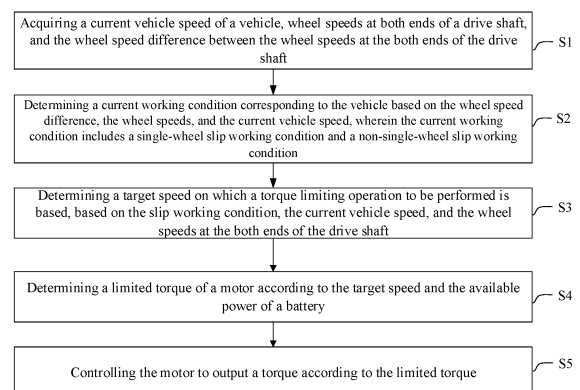 Acquiring a current vehicle speed of a vehicle, wheel speeds at both ends of a drive shaft,
and the wheel speed difference between the wheel speeds at the both ends of the drive
shaft
S1
Determining a current working condition corresponding to the vehicle based on the wheel speed
difference, the wheel speeds, and the current vehicle speed, wherein the current working
condition includes a single-wheel slip working condition and a non-single-wheel slip working
condition
S2
Determining a target speed on which a torque limiting operation to be performed is
based, based on the slip working condition, the current vehicle speed, and the wheel
speeds at the both ends of the drive shaft
S3
Determining a limited torque of a motor according to the target speed and the available
power of a battery
S4
Controlling the motor to output a torque according to the limited torque
S5